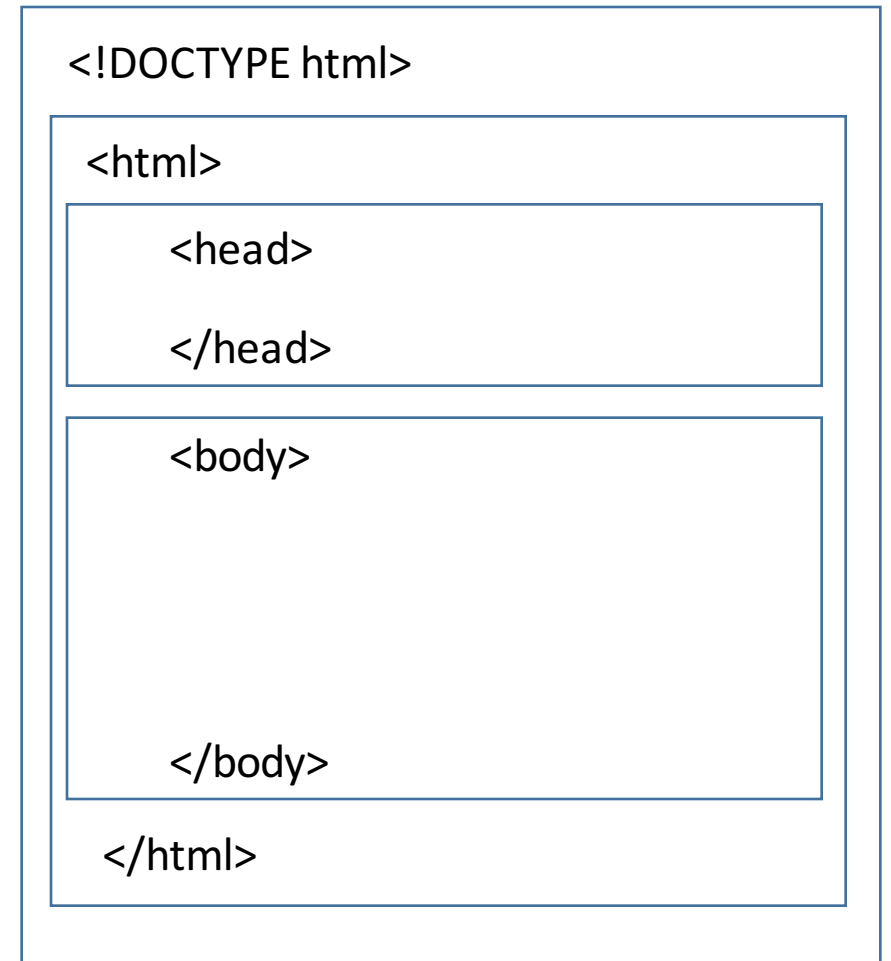 <!DOCTYPE html>
<html>
<head>
</head>
<body>
</body>
</html>